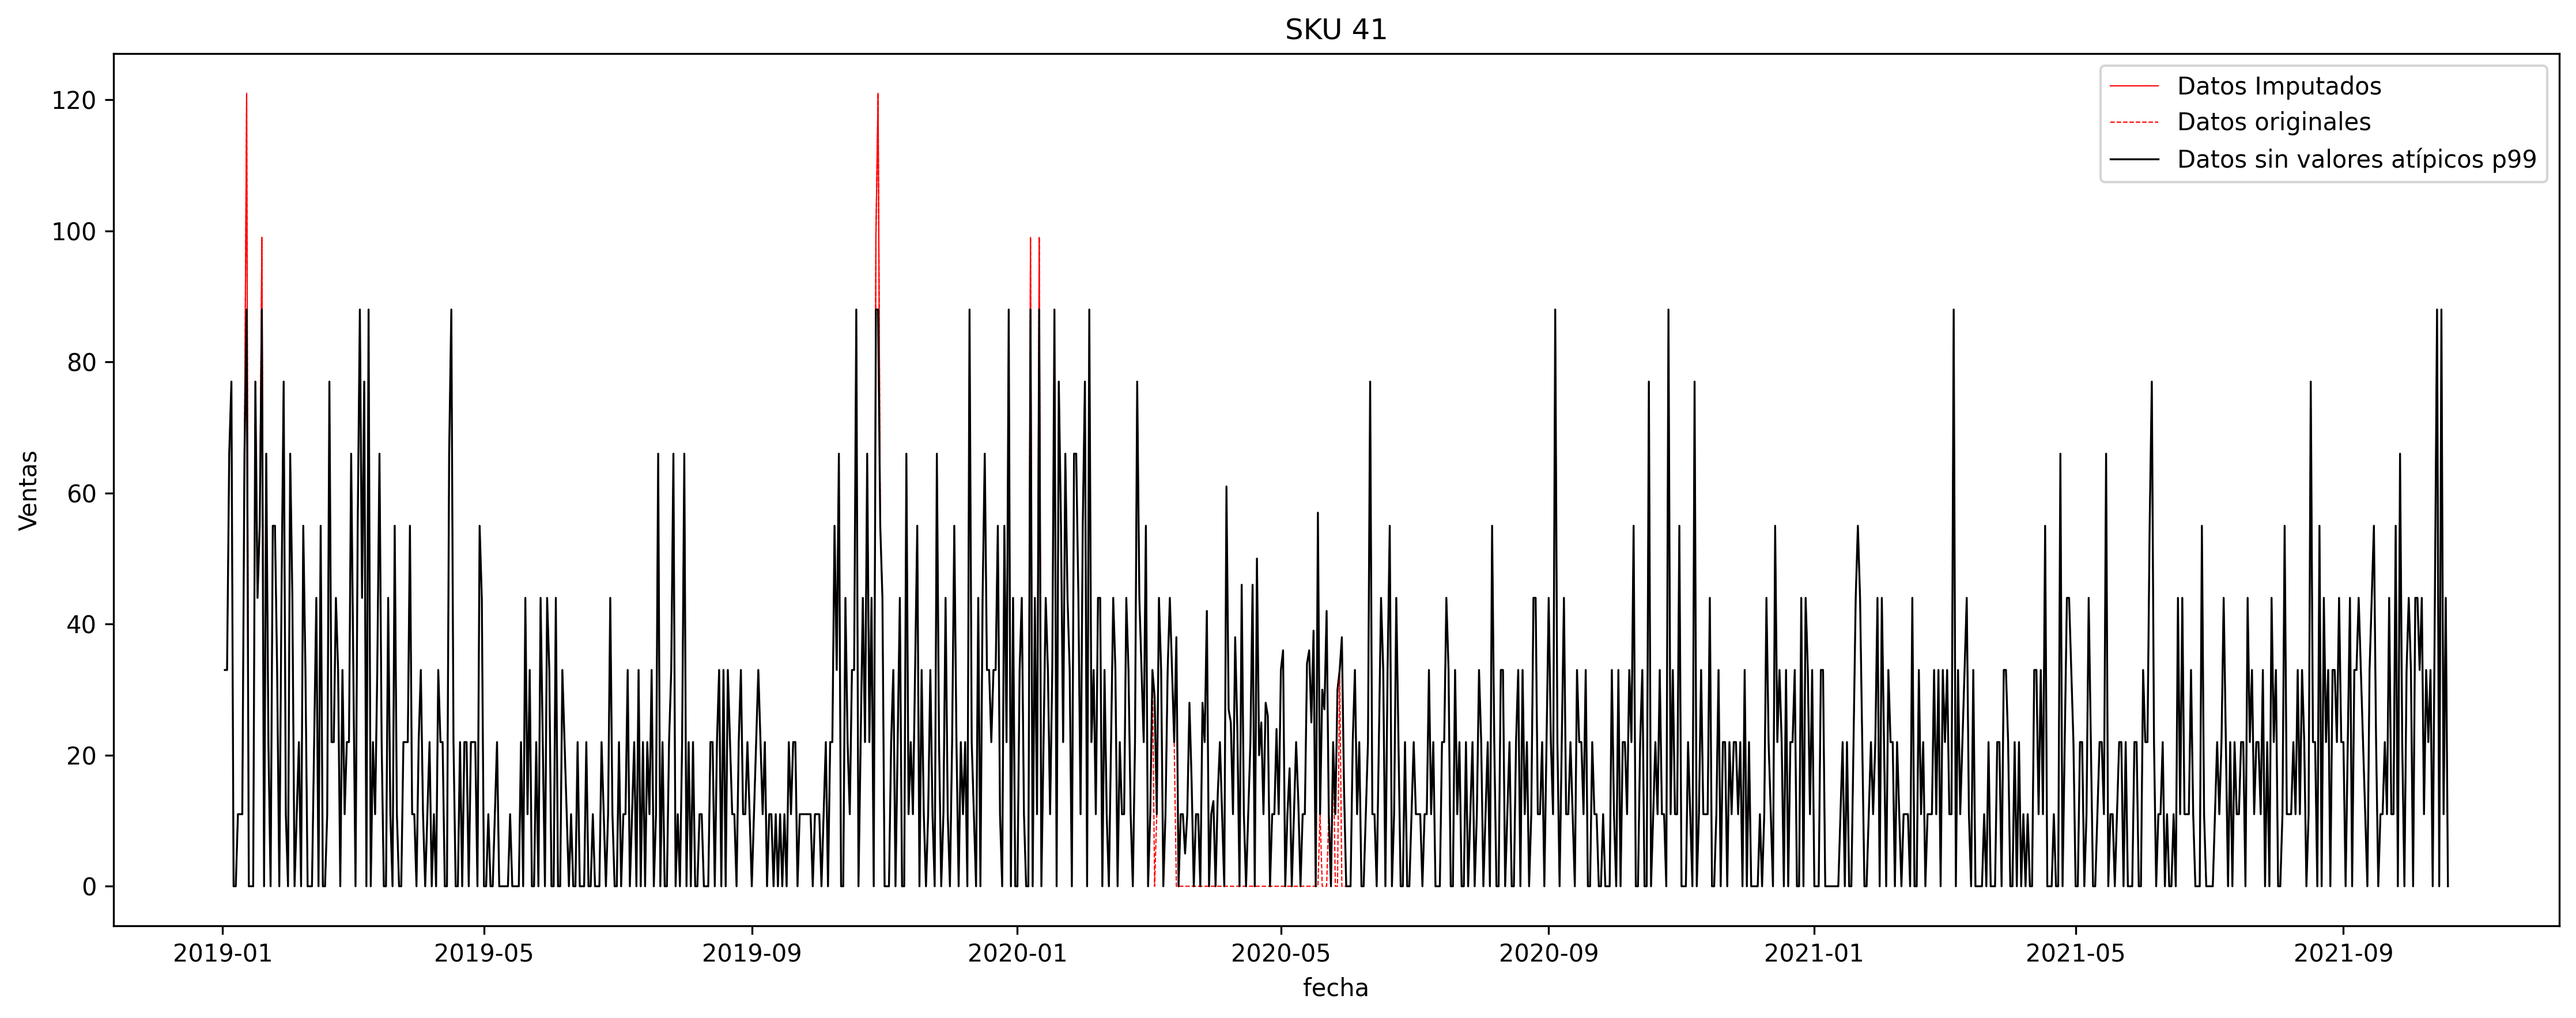 SKU 41
120
100
80
60
40
20
0
Ventas
Datos Imputados
Datos originales
Datos sin valores atípicos p99
2019-01
2019-05
2019-09
2020-01
2020-05
2020-09
2021-01
2021-05
2021-09
fecha